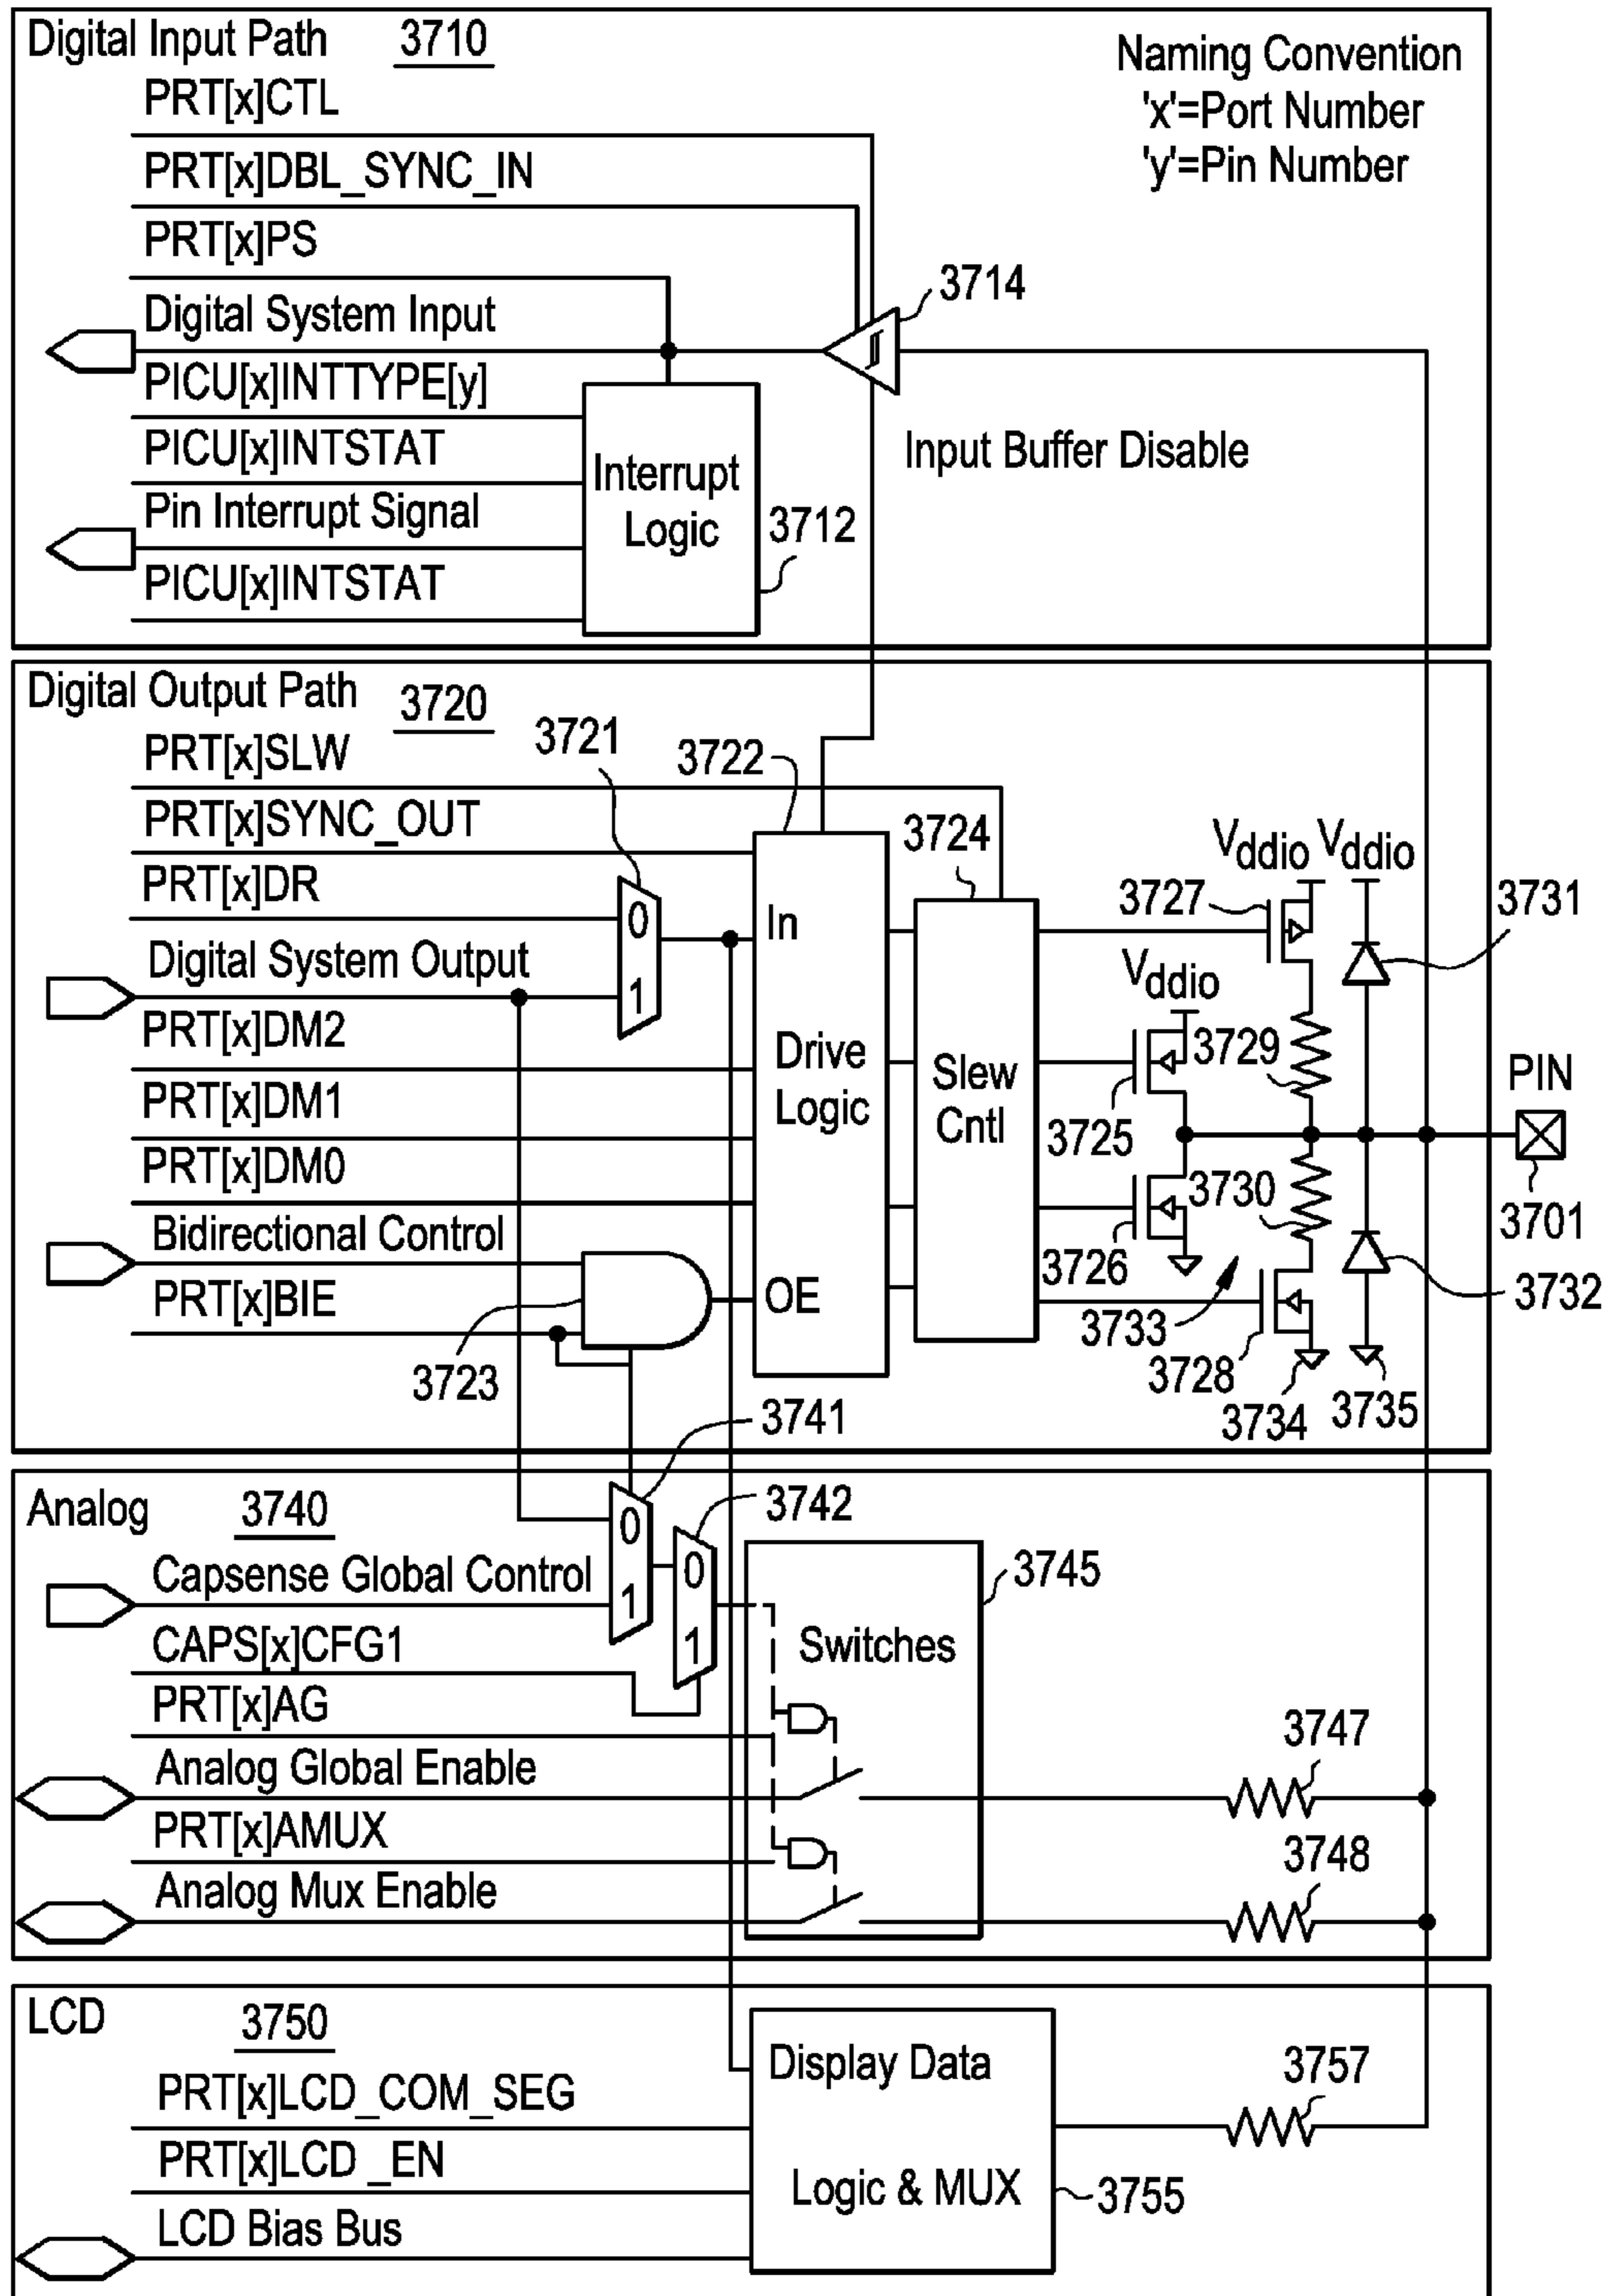 Digital Input Path 3710
Naming Convention
'x'=Port Number
'y'=Pin Number
PRT[x]CTL
PRT[x]DBL_SYNC_IN
PRT[x]PS
3714
Digital System Input
PICU[x]INTTYPE[y]
PICU[x]INTSTAT
Input Buffer Disable
Interrupt
Logic
Pin Interrupt Signal
3712
PICU[x]INTSTAT
Digital Output Path 3720
3721
3722
PRT[x]SLW
PRT[x]SYNC_OUT
3724
Vddio Vddio
PRT[x]DR
3727
3731
0
In
Digital System Output
1
Vddio
PRT[x]DM2
Drive
Logic
Slew
Cntl
3729
PIN
PRT[x]DM1
3725
PRT[x]DM0
3730
3701
Bidirectional Control
3726
OE
3732
PRT[x]BIE
3733
3723
3728
3734
3735
3741
Analog 3740
3742
0
0
3745
Capsense Global Control
1
1
Switches
CAPS[x]CFG1
PRT[x]AG
3747
Analog Global Enable
PRT[x]AMUX
3748
Analog Mux Enable
LCD 3750
Display Data
3757
PRT[x]LCD_COM_SEG
PRT[x]LCD _EN
Logic & MUX
3755
LCD Bias Bus